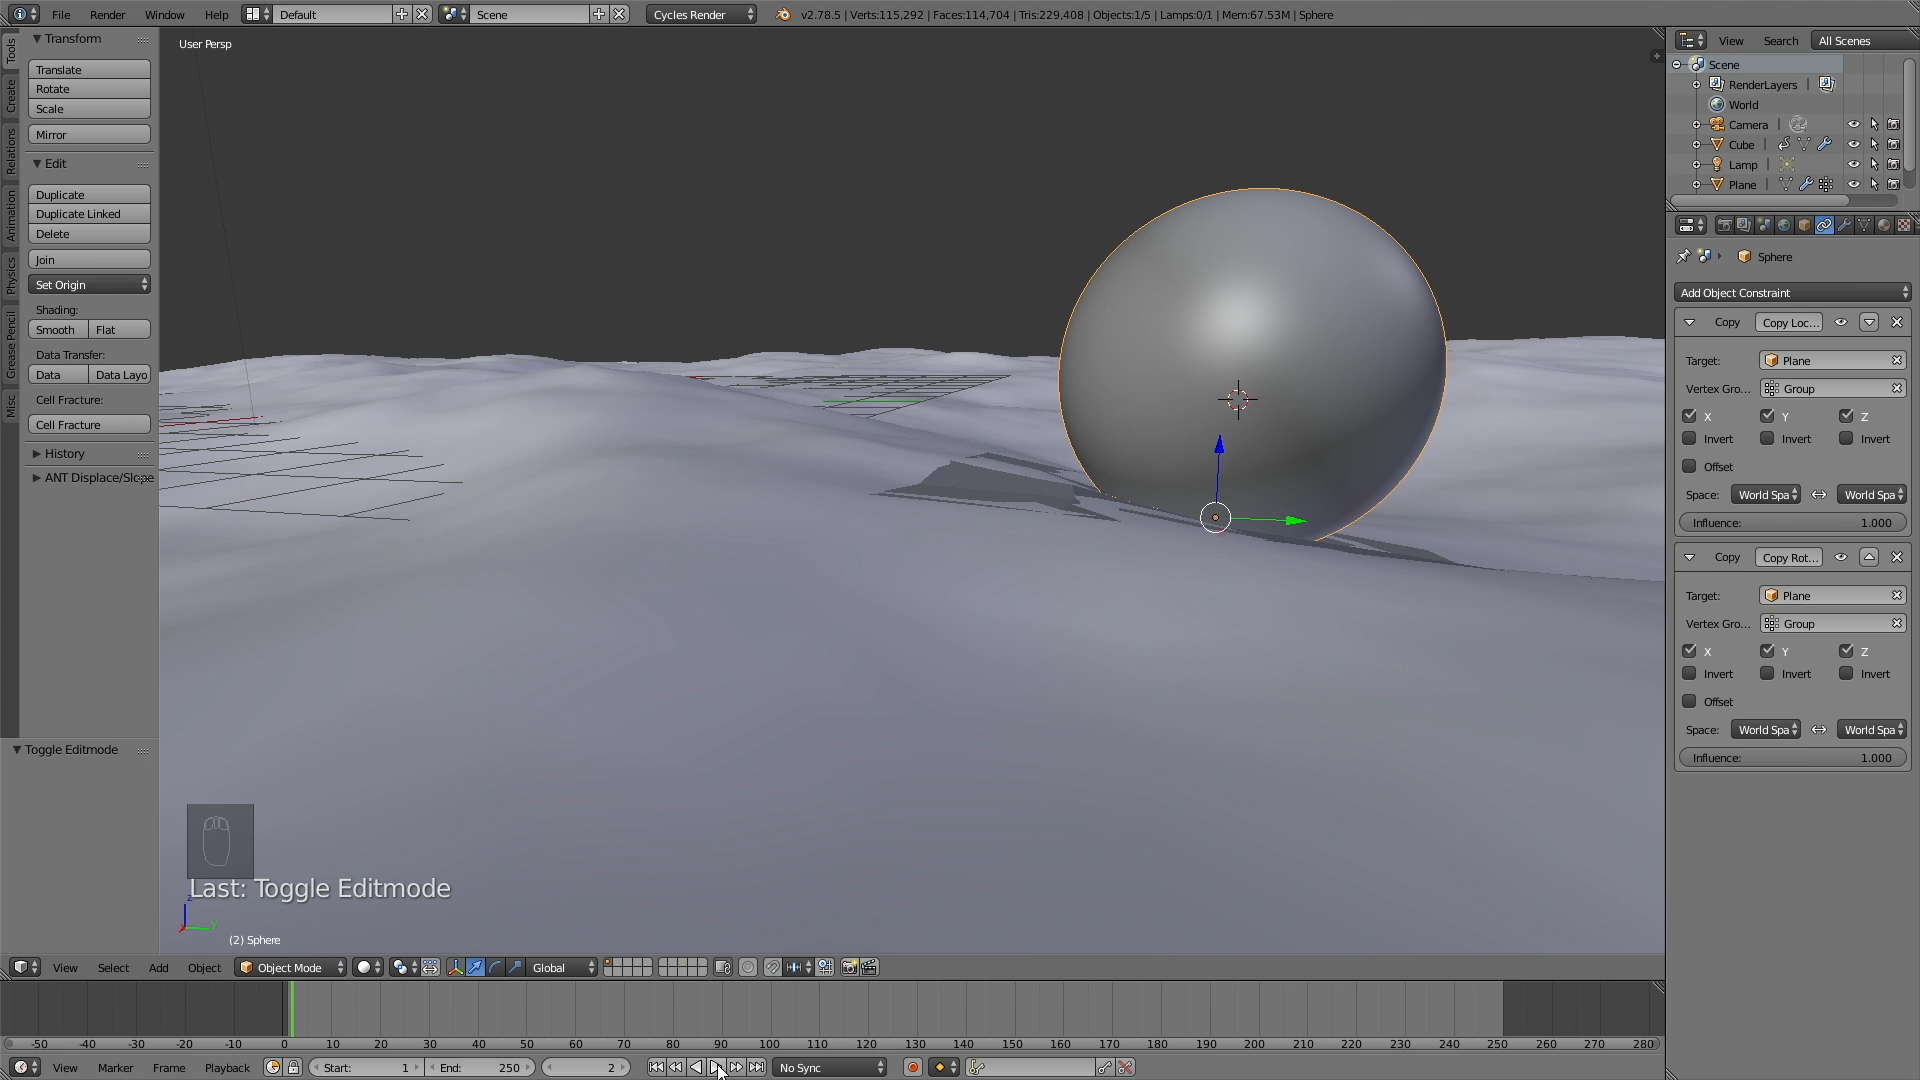 File Render Window Help Default Scene Cycles Render v2.78.5 | Verts:115,292 | Faces:114,704 | Tris:229,408 | Objects:1/5 | Lamps:0/1 | Mem:67.53M | Sphere
Tools
Create
Relations
Animation
Physics
Grease Pencil
Misc
Transform
Translate
Rotate
Scale
Mirror
Edit
Duplicate
Duplicate Linked
Delete
Join
Set Origin
Shading:
Smooth Flat
Data Transfer:
Data Data Layo
Cell Fracture:
Cell Fracture
History
ANT Displace/Slope
Toggle Editmode
User Persp
Last: Toggle Editmode
z
y
(2) Sphere
View Search All Scenes
Scene
RenderLayers |
World
Camera |
Cube |
Lamp |
Plane |
Sphere
Add Object Constraint
Copy Copy Loc...
Target: Plane
Vertex Gro... Group
X Y Z
Invert Invert Invert
Offset
Space: World Spa World Spa
Influence: 1.000
Copy Copy Rot...
Target: Plane
Vertex Gro... Group
X Y Z
Invert Invert Invert
Offset
Space: World Spa World Spa
Influence: 1.000
View Select Add Object Object Mode Global
-50 -40 -30 -20 -10 0 10 20 30 40 50 60 70 80 90 100 110 120 130 140 150 160 170 180 190 200 210 220 230 240 250 260 270 280
View Marker Frame Playback Start: 1 End: 250 2 No Sync